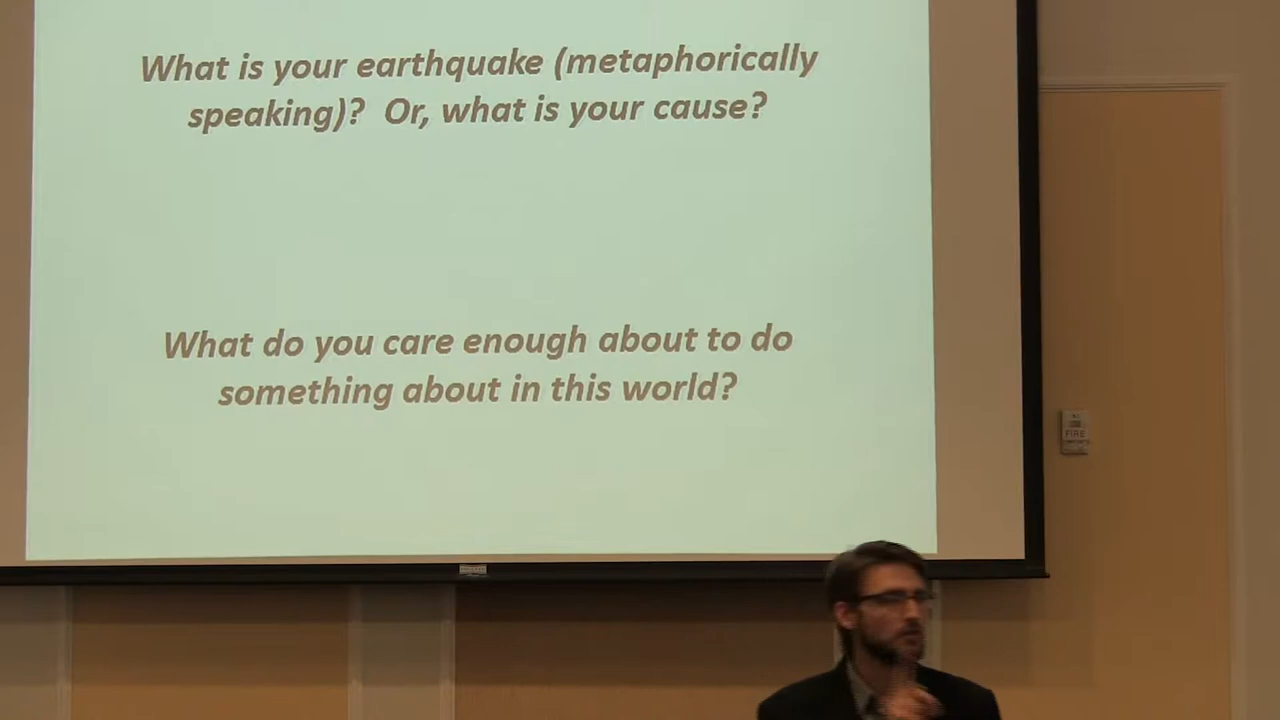 What is your earthquake (metaphorically
speaking)?  Or, what is your cause?
What do you care enough about to do
something about in this world?
FIRE